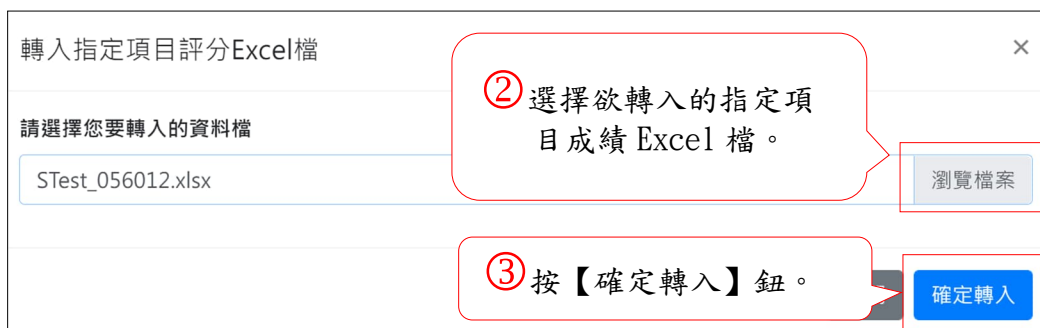 轉入指定項目評分Excel檔
×
②選擇欲轉入的指定項
目成績 Excel 檔。
請選擇您要轉入的資料檔
STest_056012.xlsx
瀏覽檔案
③按【確定轉入】鈕。
確定轉入